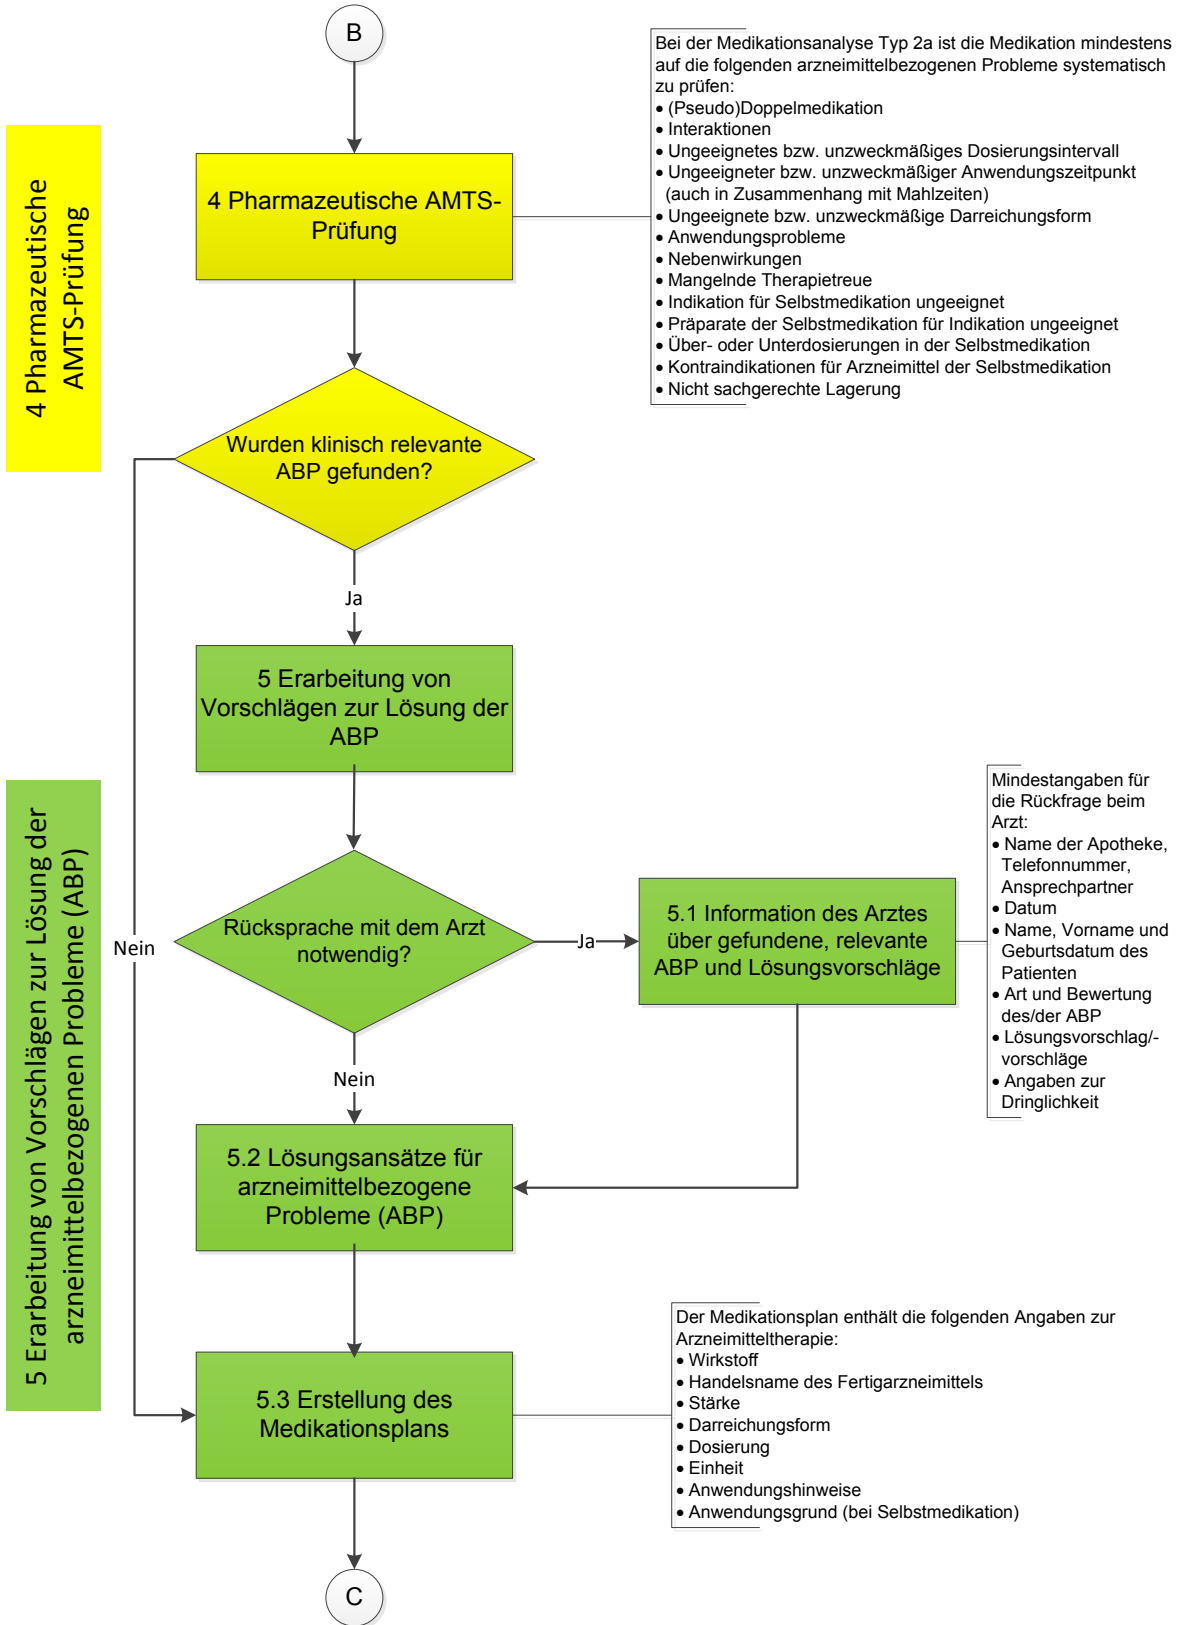 B
Bei der Medikationsanalyse Typ 2a ist die Medikation mindestens
auf die folgenden arzneimittelbezogenen Probleme systematisch
zu prüfen:
• (Pseudo)Doppelmedikation
• Interaktionen
• Ungeeignetes bzw. unzweckmäßiges Dosierungsintervall
• Ungeeigneter bzw. unzweckmäßiger Anwendungszeitpunkt
(auch in Zusammenhang mit Mahlzeiten)
• Ungeeignete bzw. unzweckmäßige Darreichungsform
• Anwendungsprobleme
• Nebenwirkungen
• Mangelnde Therapietreue
• Indikation für Selbstmedikation ungeeignet
• Präparate der Selbstmedikation für Indikation ungeeignet
• Über- oder Unterdosierungen in der Selbstmedikation
• Kontraindikationen für Arzneimittel der Selbstmedikation
• Nicht sachgerechte Lagerung
4 Pharmazeutische
AMTS-Prüfung
4 Pharmazeutische AMTS-
Prüfung
Wurden klinisch relevante
ABP gefunden?
Ja
5 Erarbeitung von
Vorschlägen zur Lösung der
ABP
5 Erarbeitung von Vorschlägen zur Lösung der
arzneimittelbezogenen Probleme (ABP)
Nein
Rücksprache mit dem Arzt
notwendig?
Ja
5.1 Information des Arztes
über gefundene, relevante
ABP und Lösungsvorschläge
Mindestangaben für
die Rückfrage beim
Arzt:
• Name der Apotheke,
Telefonnummer,
Ansprechpartner
• Datum
• Name, Vorname und
Geburtsdatum des
Patienten
• Art und Bewertung
des/der ABP
• Lösungsvorschlag/-
vorschläge
• Angaben zur
Dringlichkeit
Nein
5.2 Lösungsansätze für
arzneimittelbezogene
Probleme (ABP)
5.3 Erstellung des
Medikationsplans
Der Medikationsplan enthält die folgenden Angaben zur
Arzneimitteltherapie:
• Wirkstoff
• Handelsname des Fertigarzneimittels
• Stärke
• Darreichungsform
• Dosierung
• Einheit
• Anwendungshinweise
• Anwendungsgrund (bei Selbstmedikation)
C